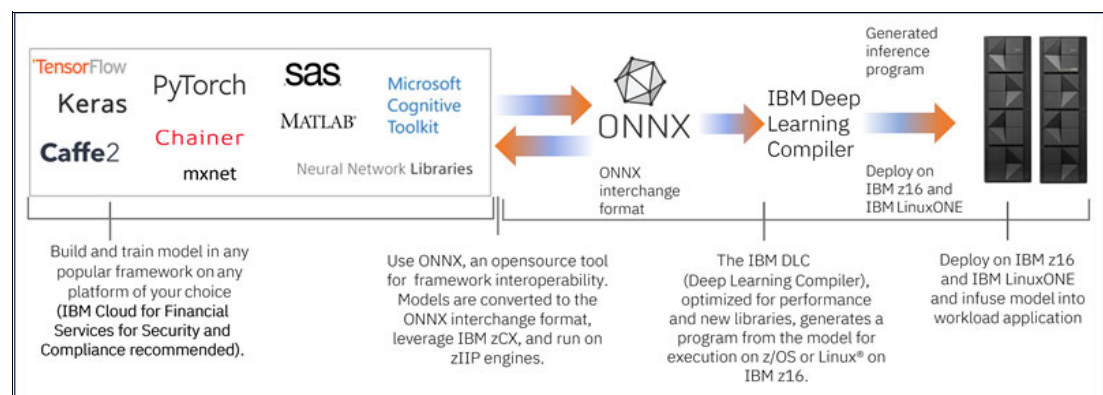 TensorFlow
Keras
Caffe2
PyTorch
Chainer
mxnet
sas
MATLAB®
Microsoft
Cognitive
Toolkit
Neural Network Libraries
ONNX
ONNX
interchange
format
IBM Deep
Learning
Compiler
Generated
inference
program
Deploy on
IBM z16 and
IBM LinuxONE
Build and train model in any
popular framework on any
platform of your choice
(IBM Cloud for Financial
Services for Security and
Compliance recommended).
Use ONNX, an opensource tool
for framework interoperability.
Models are converted to the
ONNX interchange format,
leverage IBM zCX, and run on
zIIP engines.
The IBM DLC
(Deep Learning Compiler),
optimized for performance
and new libraries, generates a
program from the model for
execution on z/OS or Linux® on
IBM z16.
Deploy on IBM z16
and IBM LinuxONE
and infuse model into
workload application